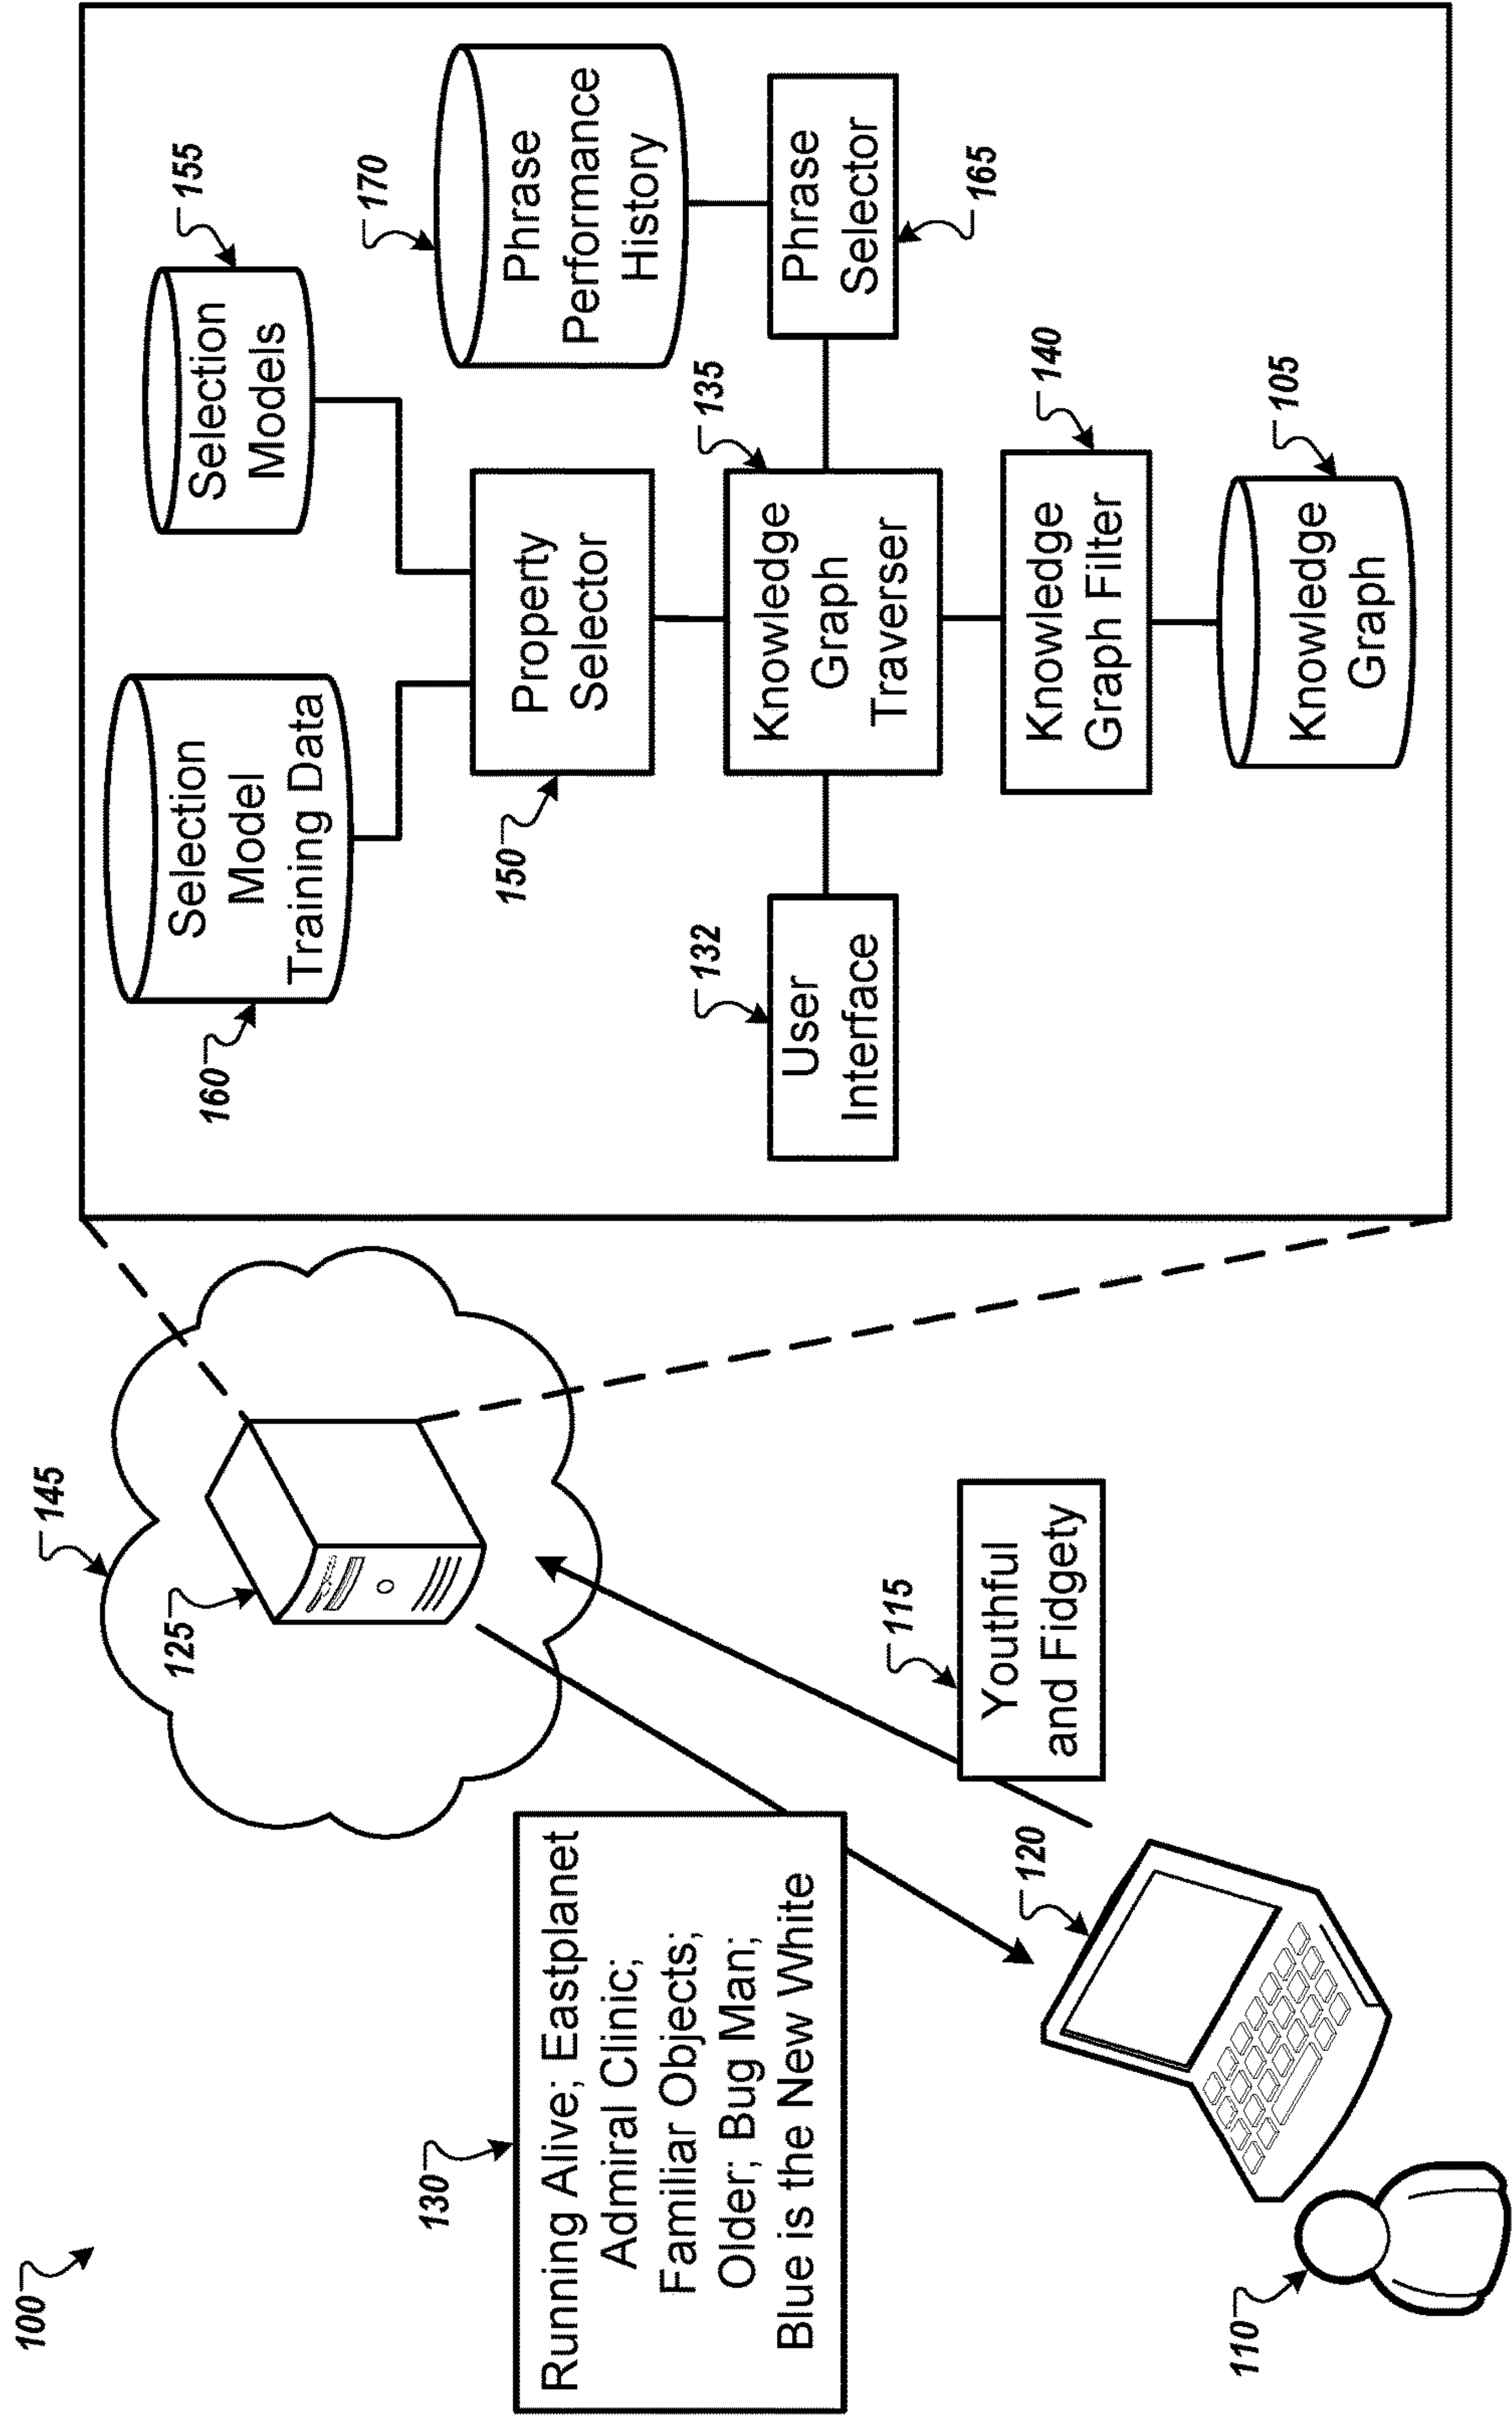 100
145
125
130
Running Alive; Eastplanet
Admiral Clinic;
Familiar Objects;
Older; Bug Man;
Blue is the New White
115
Youthful
and Fidgety
120
110
160
Selection
Model
Training Data
155
Selection
Models
150
Property
Selector
170
Phrase
Performance
History
132
User
Interface
135
Knowledge
Graph
Traverser
Phrase
Selector
165
140
Knowledge
Graph Filter
105
Knowledge
Graph